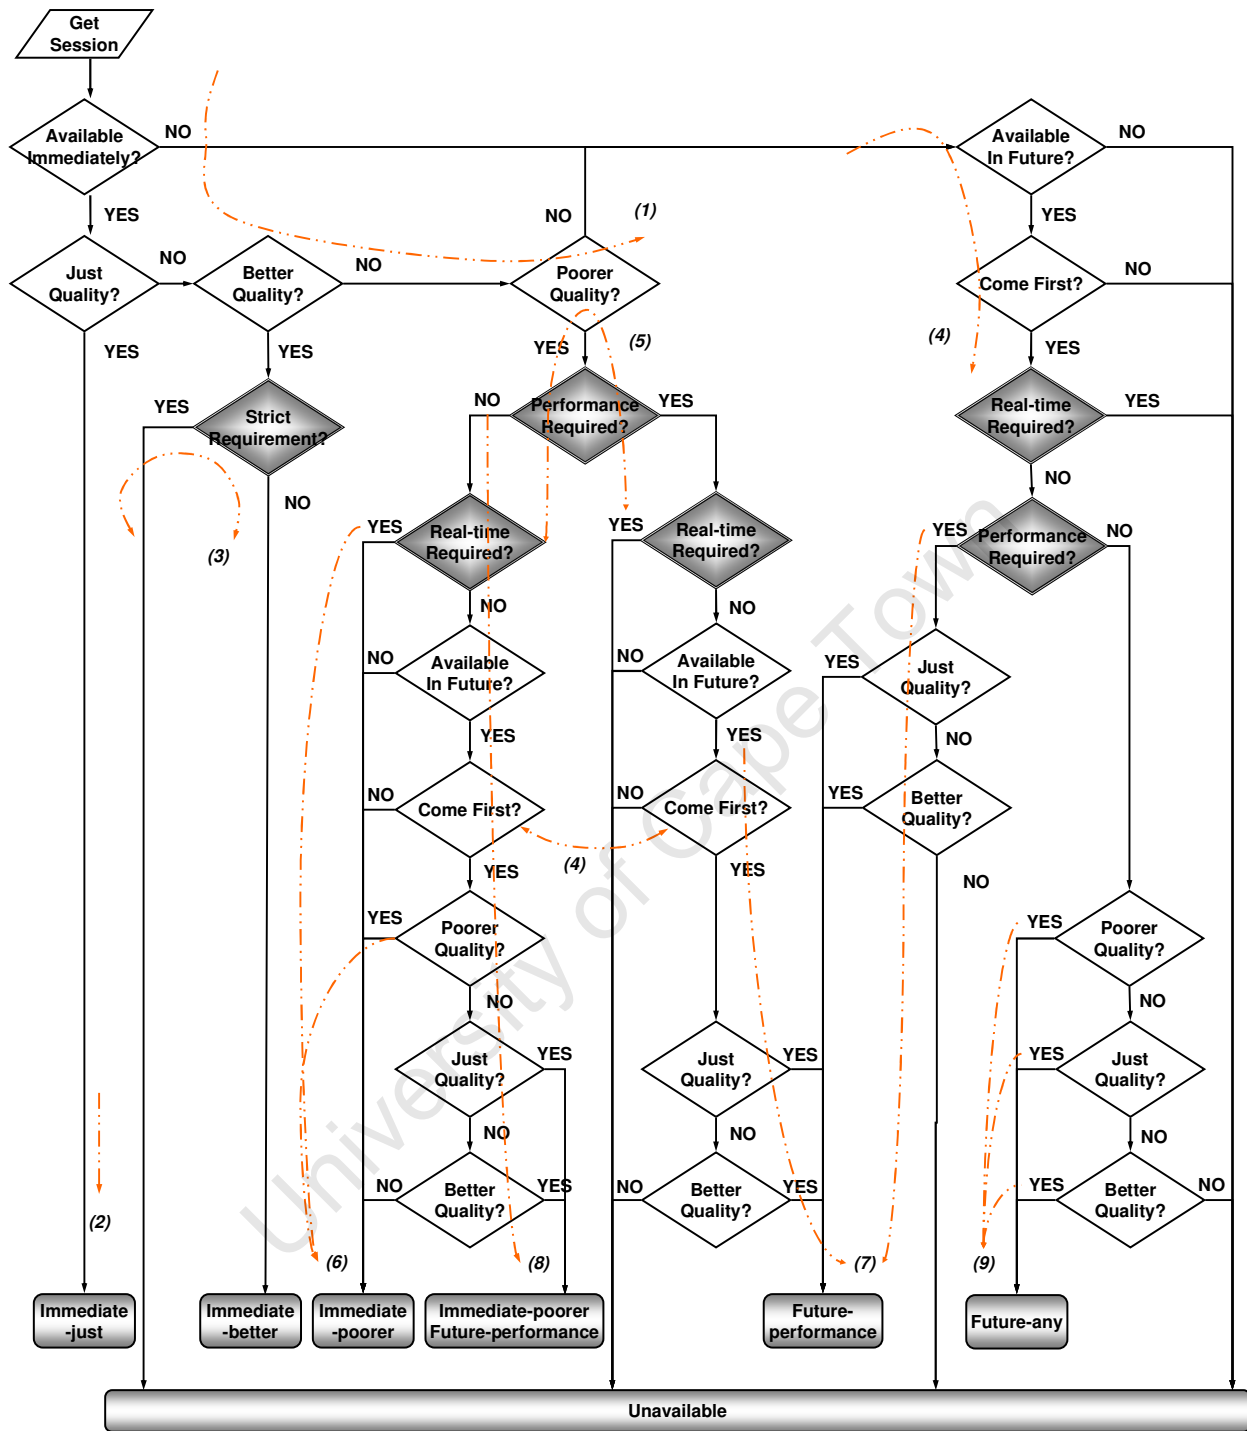 Get
Session
Available
Immediately?
NO
Available
In Future?
NO
YES
YES
(1)
NO
Just
Quality?
NO
Better
Quality?
NO
Poorer
Quality?
Come First?
NO
YES
YES
YES
(5)
(4)
YES
YES
Strict
Requirement?
NO
Performance
Required?
YES
Real-time
Required?
YES
NO
NO
(3)
YES
Real-time
Required?
YES
Real-time
Required?
YES
Performance
Required?
NO
NO
NO
NO
Available
In Future?
NO
Available
In Future?
YES
Just
Quality?
YES
YES
NO
NO
Come First?
NO
Come First?
YES
Better
Quality?
(4)
YES
YES
NO
YES
Poorer
Quality?
YES
Poorer
Quality?
NO
NO
Just
Quality?
YES
Just
Quality?
YES
YES
Just
Quality?
NO
NO
NO
NO
Better
Quality?
YES
NO
Better
Quality?
YES
YES
Better
Quality?
NO
(2)
(6)
(8)
(7)
(9)
Immediate
-just
Immediate
-better
Immediate
-poorer
Immediate-poorer
Future-performance
Future-
performance
Future-any
Unavailable
University of Cape Town